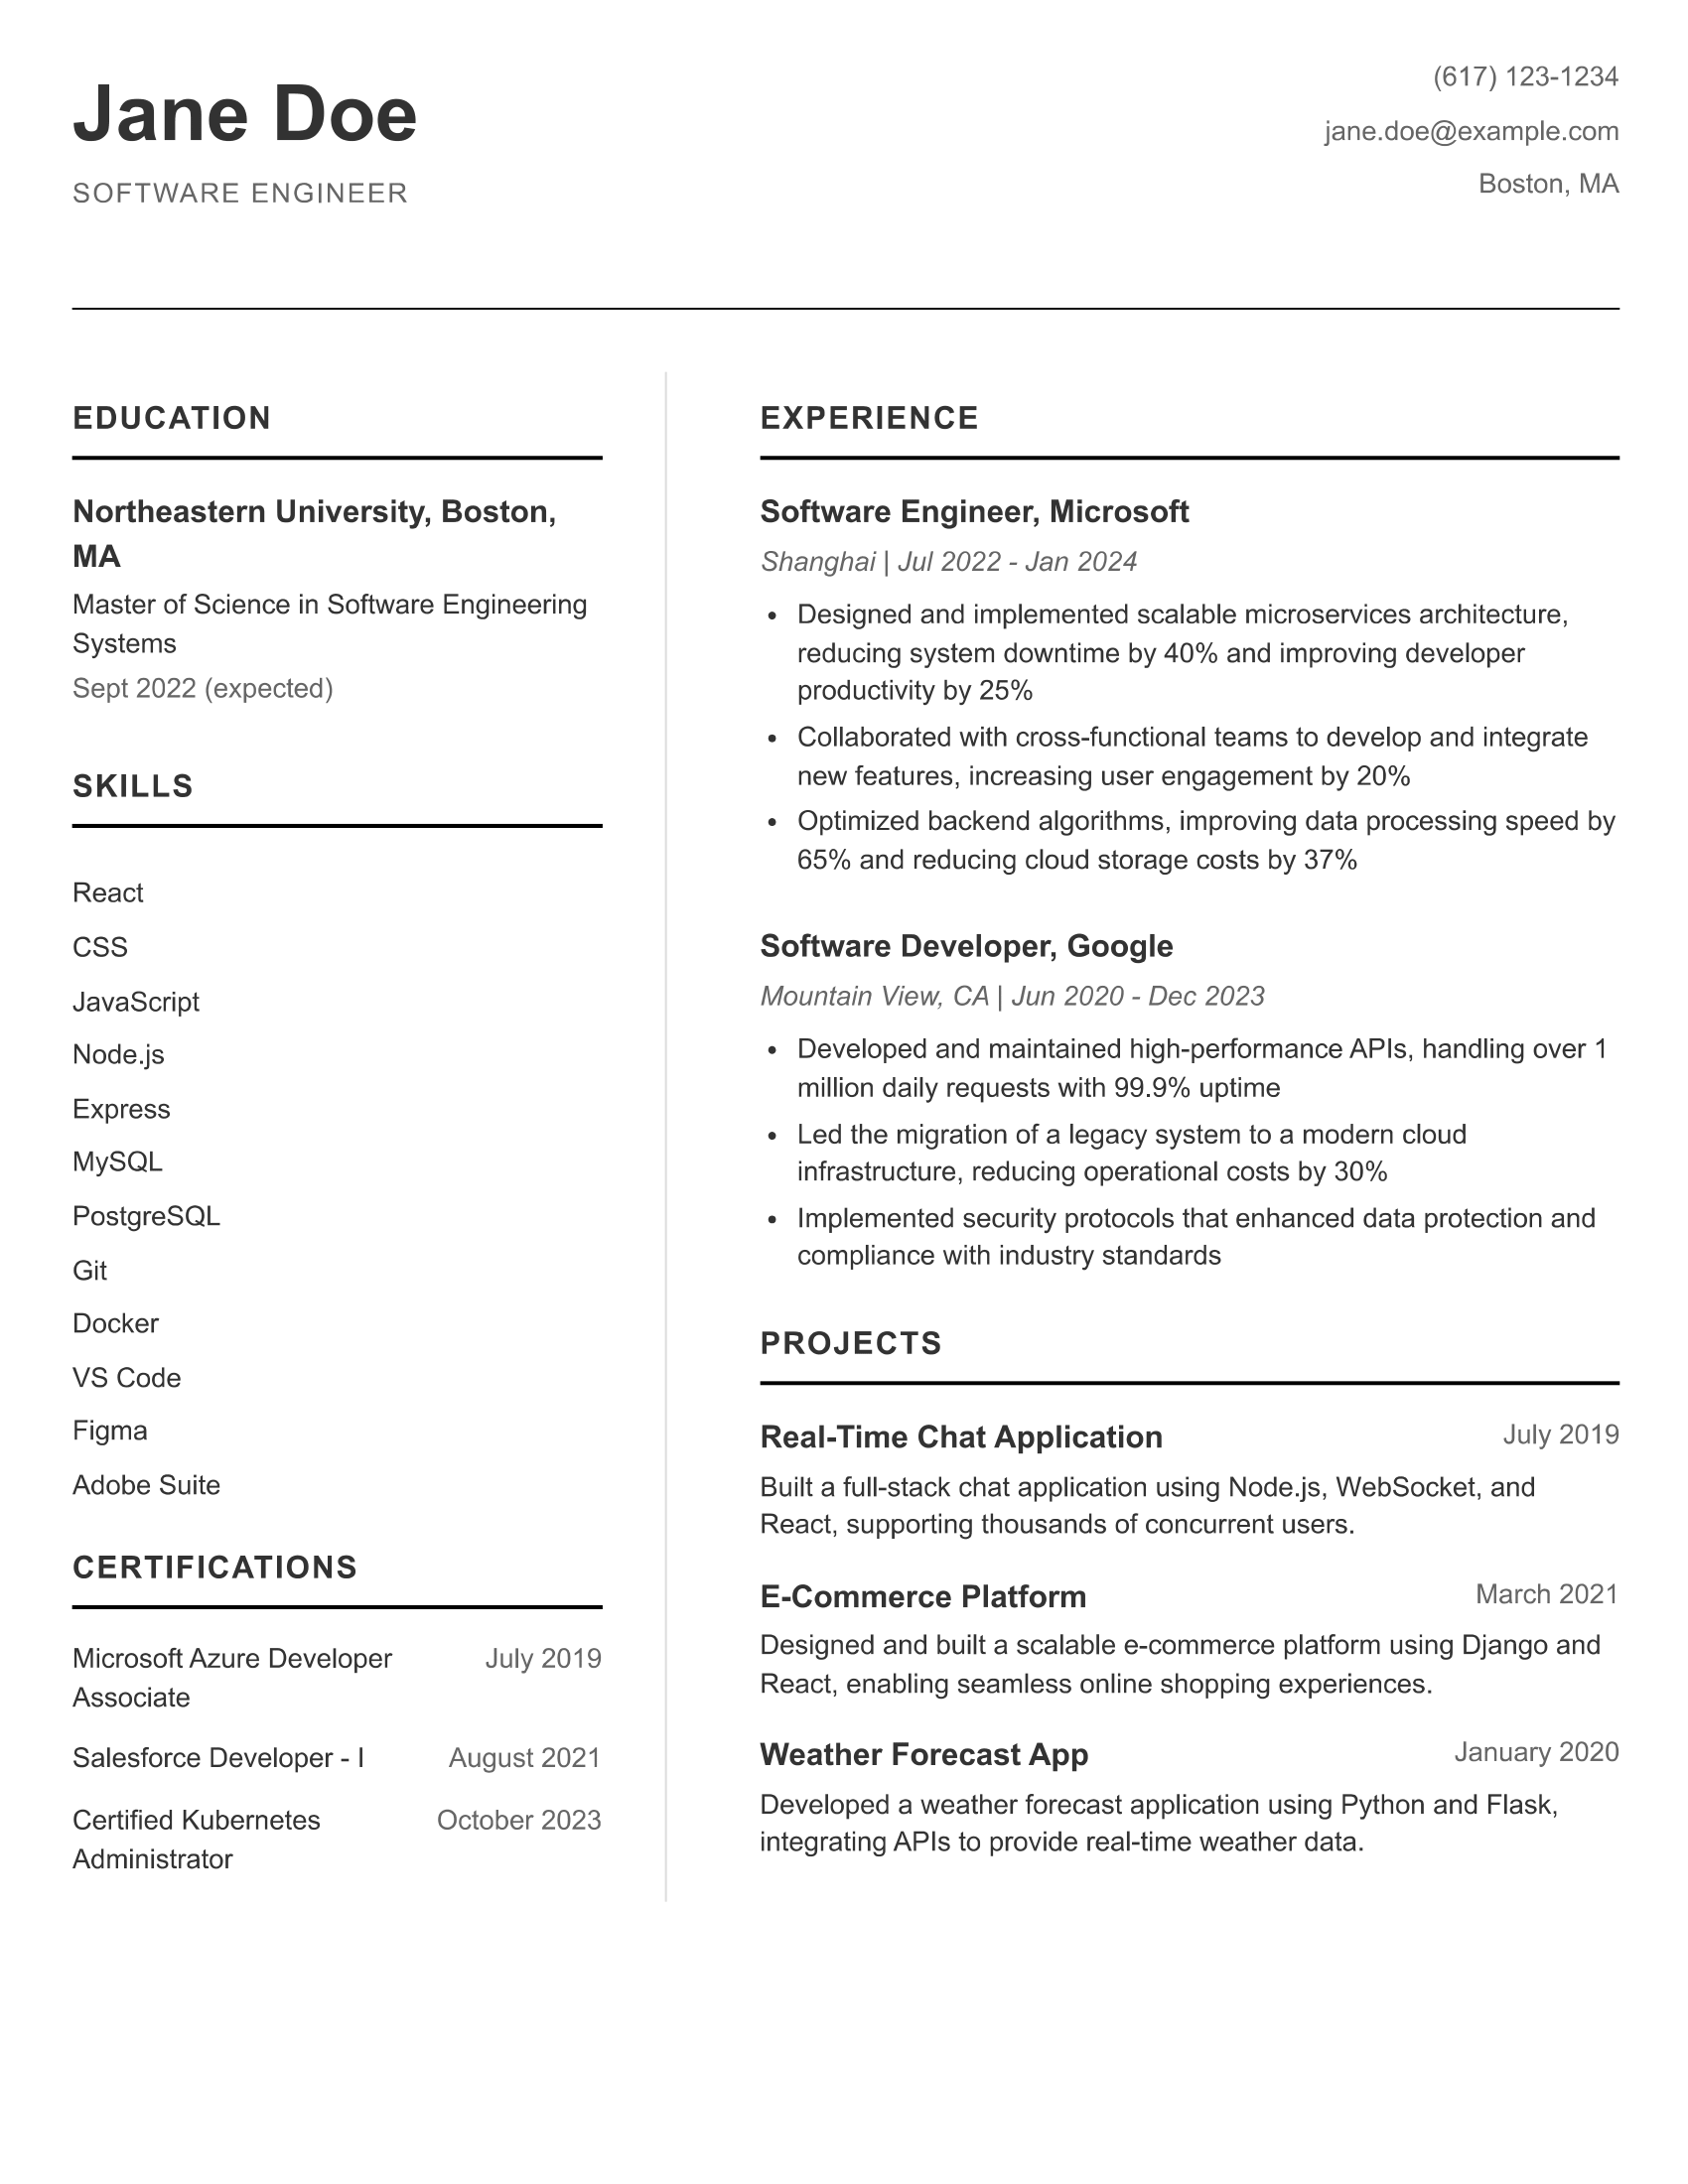 Jane Doe
SOFTWARE ENGINEER
(617) 123-1234
jane.doe@example.com
Boston, MA
EDUCATION
Northeastern University, Boston,
MA
Master of Science in Software Engineering
Systems
Sept 2022 (expected)
SKILLS
React
CSS
JavaScript
Node.js
Express
MySQL
PostgreSQL
Git
Docker
VS Code
Figma
Adobe Suite
CERTIFICATIONS
Microsoft Azure Developer July 2019
Associate
Salesforce Developer - I August 2021
Certified Kubernetes October 2023
Administrator
EXPERIENCE
Software Engineer, Microsoft
Shanghai | Jul 2022 - Jan 2024
• Designed and implemented scalable microservices architecture,
reducing system downtime by 40% and improving developer
productivity by 25%
• Collaborated with cross-functional teams to develop and integrate
new features, increasing user engagement by 20%
• Optimized backend algorithms, improving data processing speed by
65% and reducing cloud storage costs by 37%
Software Developer, Google
Mountain View, CA | Jun 2020 - Dec 2023
• Developed and maintained high-performance APIs, handling over 1
million daily requests with 99.9% uptime
• Led the migration of a legacy system to a modern cloud
infrastructure, reducing operational costs by 30%
• Implemented security protocols that enhanced data protection and
compliance with industry standards
PROJECTS
Real-Time Chat Application July 2019
Built a full-stack chat application using Node.js, WebSocket, and
React, supporting thousands of concurrent users.
E-Commerce Platform March 2021
Designed and built a scalable e-commerce platform using Django and
React, enabling seamless online shopping experiences.
Weather Forecast App January 2020
Developed a weather forecast application using Python and Flask,
integrating APIs to provide real-time weather data.